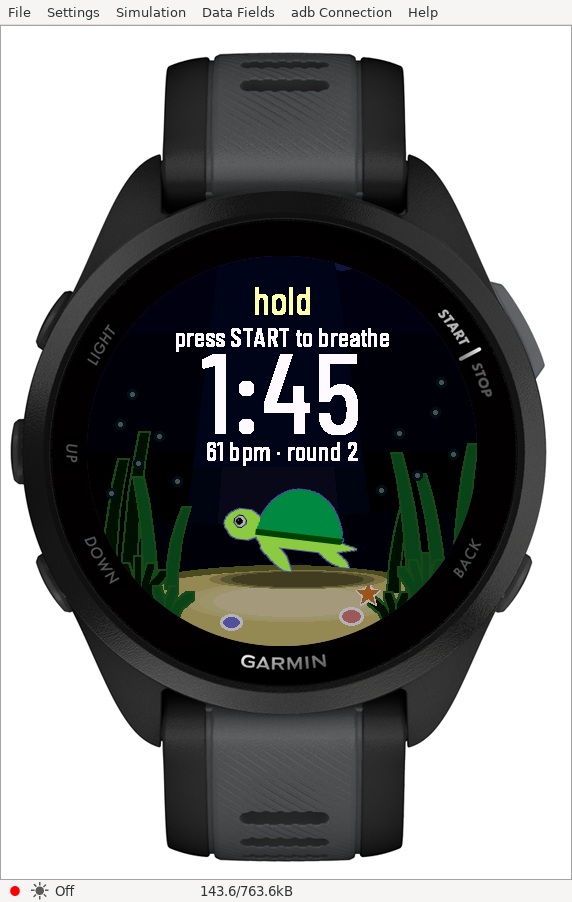 File Settings Simulation Data Fields adb Connection Help
hold
press START to breathe
1:45
61 bpm · round 2
LIGHT
UP
DOWN
START
STOP
BACK
GARMIN
Off 143.6/763.6kB